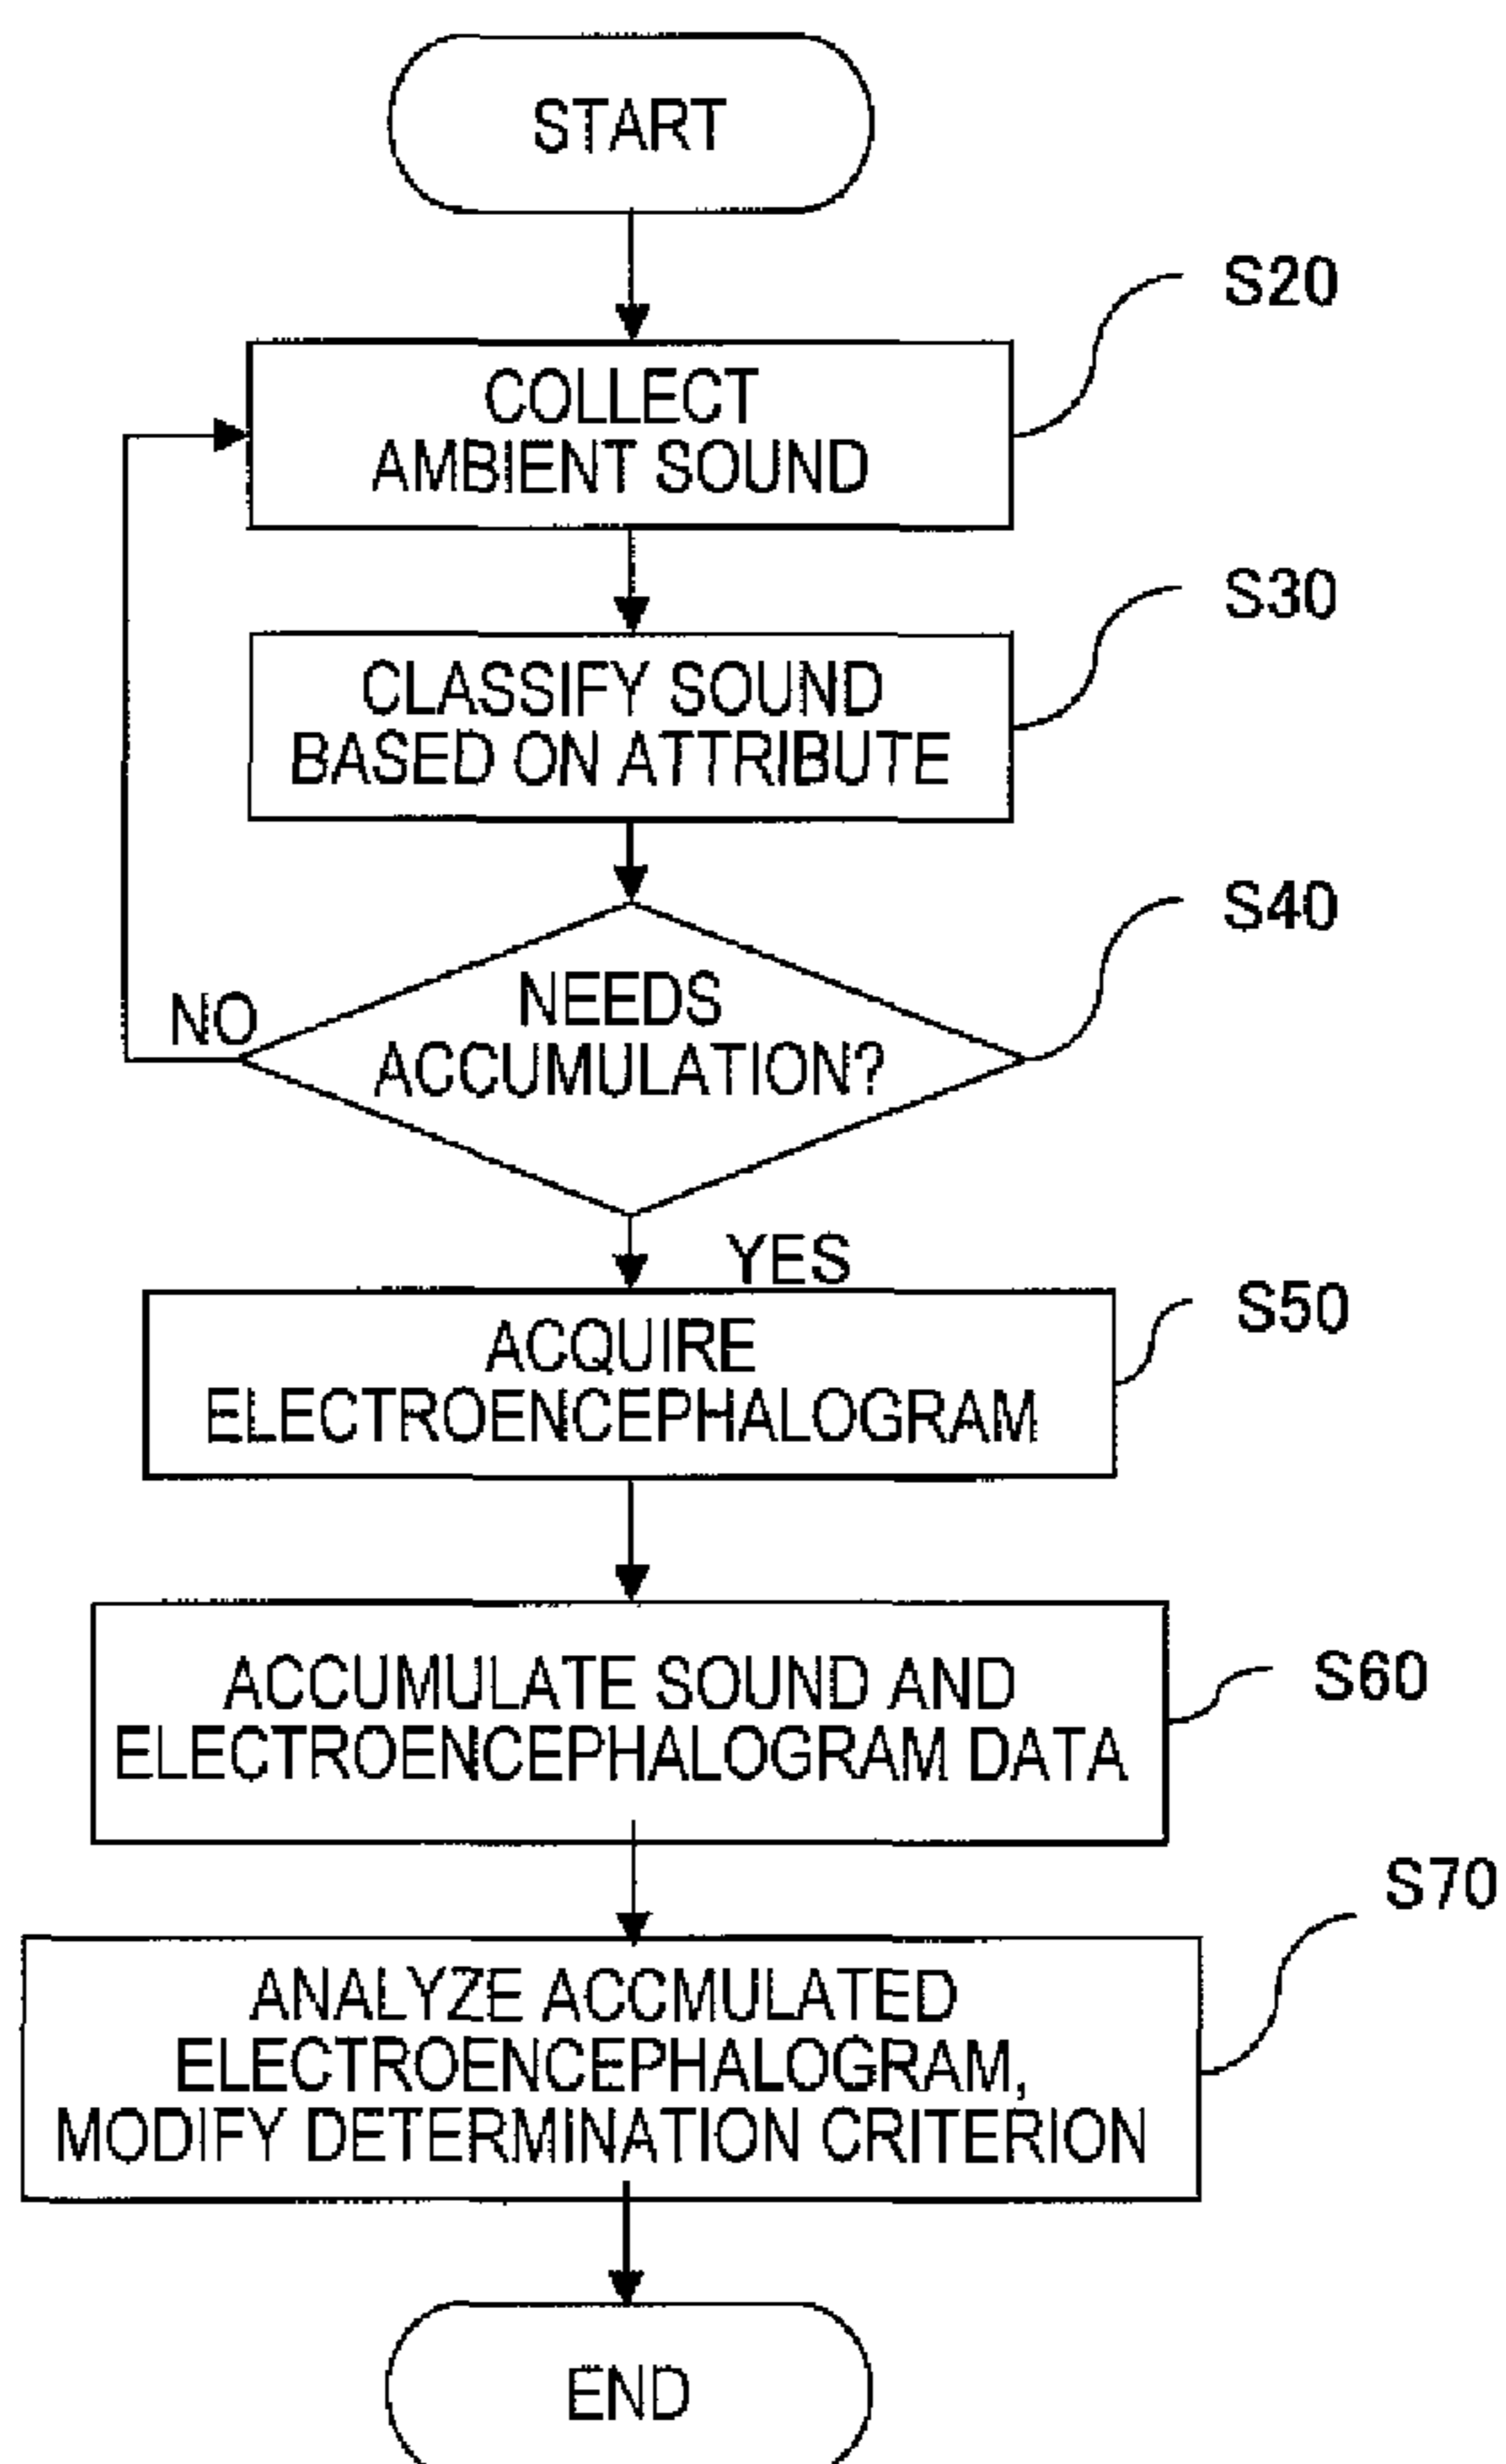 START
S20
COLLECT
AMBIENT SOUND
S30
CLASSIFY SOUND
BASED ON ATTRIBUTE
S40
NEEDS
ACCUMULATION?
NO
YES
S50
ACQUIRE
ELECTROENCEPHALOGRAM
S60
ACCUMULATE SOUND AND
ELECTROENCEPHALOGRAM DATA
S70
ANALYZE ACCMULATED
ELECTROENCEPHALOGRAM,
MODIFY DETERMINATION CRITERION
END